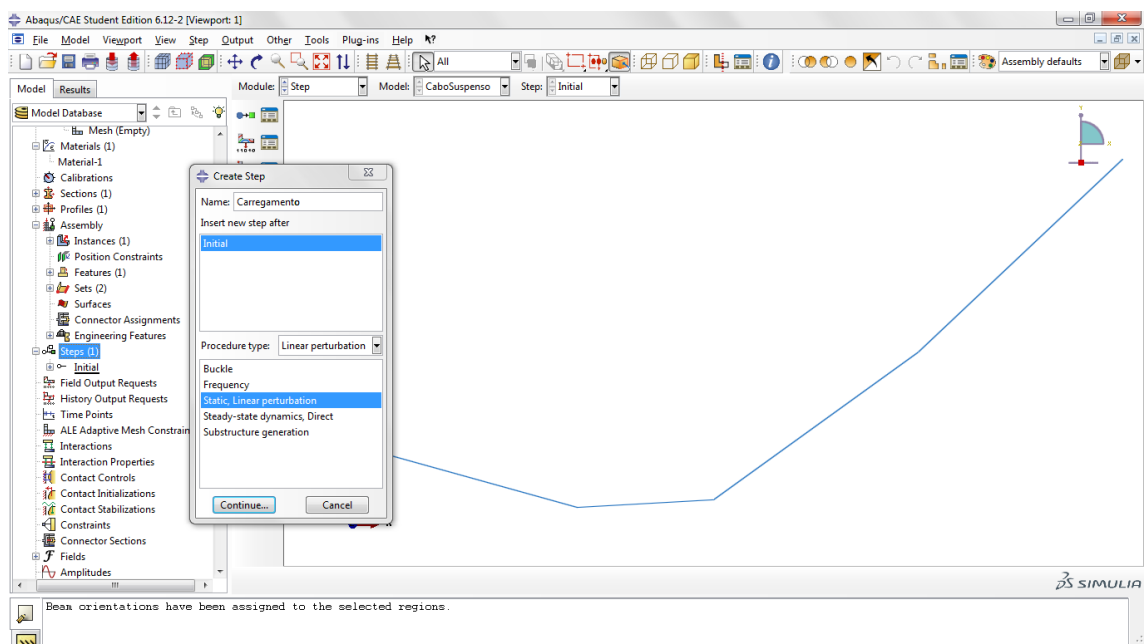 Abaqus/CAE Student Edition 6.12-2 [Viewport: 1]
File Model Viewport View Step Output Other Tools Plug-ins Help
All
Assembly defaults
Model Results
Module: Step Model: CaboSuspenso Step: Initial
Model Database
Mesh (Empty)
Materials (1)
Material-1
Calibrations
Sections (1)
Profiles (1)
Assembly
Instances (1)
Position Constraints
Features (1)
Sets (2)
Surfaces
Connector Assignments
Engineering Features
Steps (1)
Initial
Field Output Requests
History Output Requests
Time Points
ALE Adaptive Mesh Constrain
Interactions
Interaction Properties
Contact Controls
Contact Initializations
Contact Stabilizations
Constraints
Connector Sections
Fields
Amplitudes
Create Step
Name: Carregamento
Insert new step after
Initial
Procedure type: Linear perturbation
Buckle
Frequency
Static, Linear perturbation
Steady-state dynamics, Direct
Substructure generation
Continue... Cancel
Y
X
SIMULIA
Beam orientations have been assigned to the selected regions.